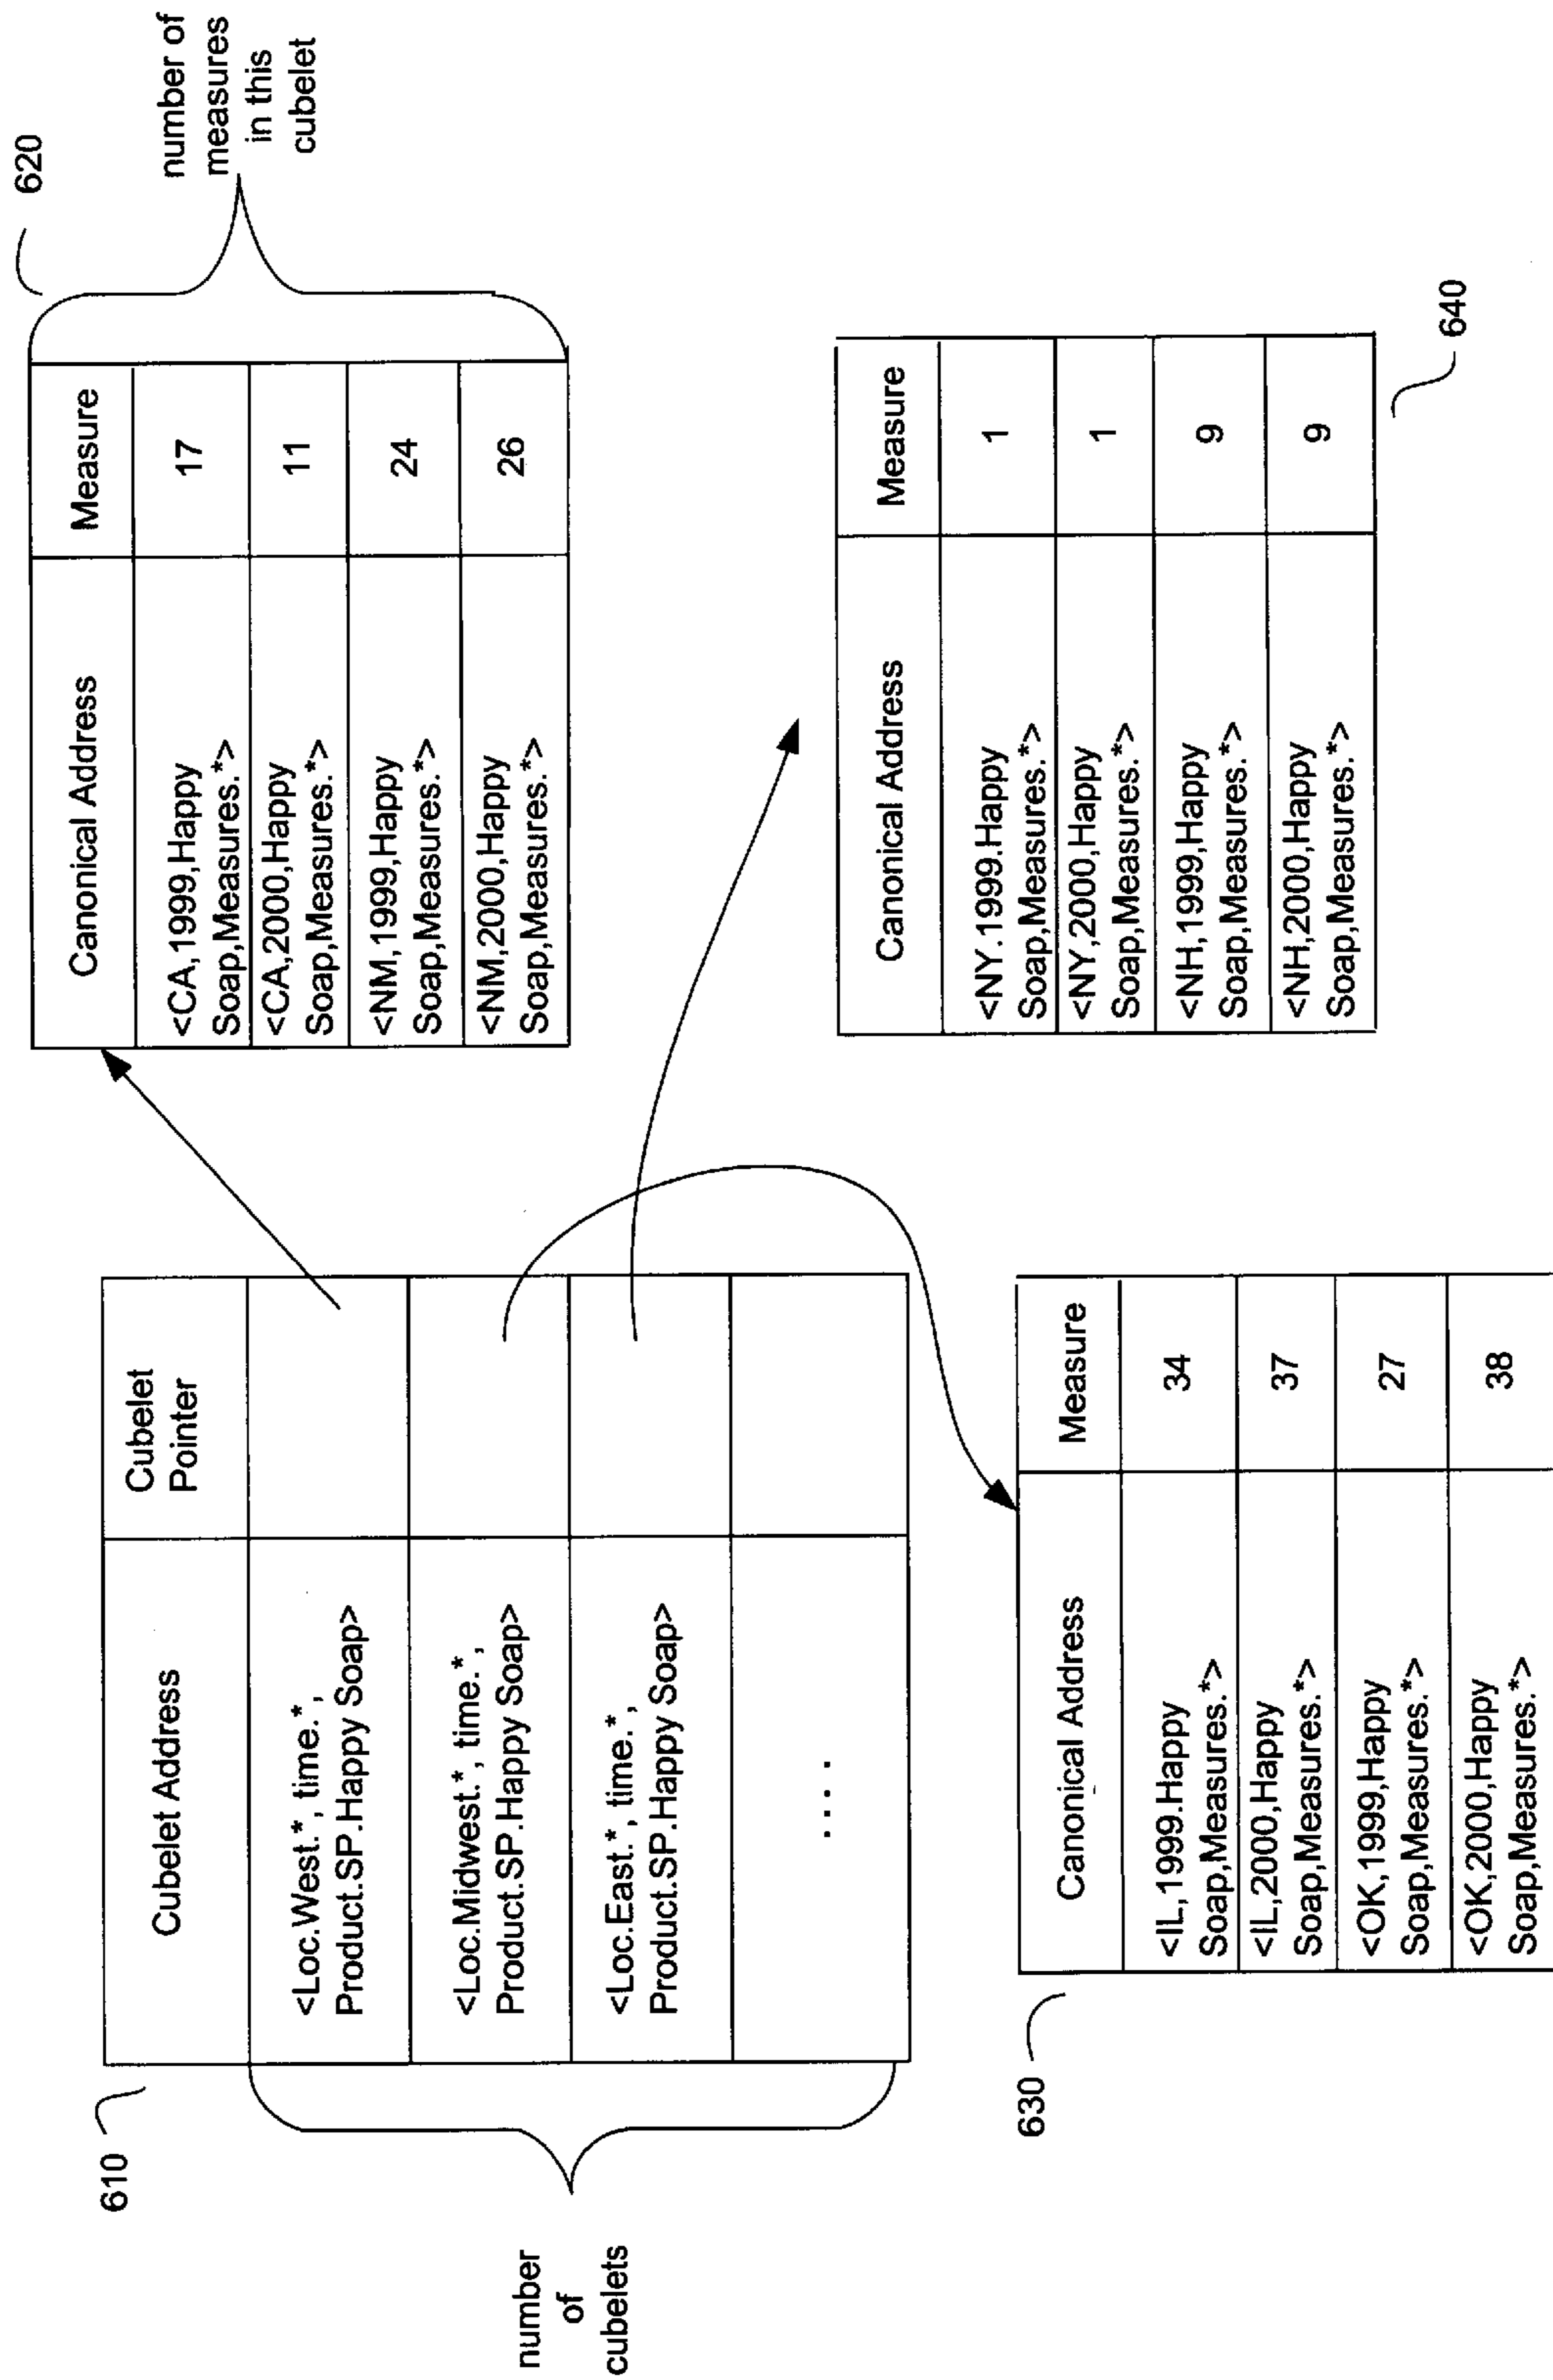 610
Cubelet Address
Cubelet
Pointer
<Loc.West.*, time.*,
Product.SP.Happy Soap>
<Loc.Midwest.*, time.*,
Product.SP.Happy Soap>
<Loc.East.*, time.*,
Product.SP.Happy Soap>
....
number
of
cubelets
620
Canonical Address
Measure
<CA,1999,Happy
Soap,Measures.*>
17
<CA,2000,Happy
Soap,Measures.*>
11
<NM,1999,Happy
Soap,Measures.*>
24
<NM,2000,Happy
Soap,Measures.*>
26
number of
measures
in this
cubelet
630
Canonical Address
Measure
<IL,1999.Happy
Soap,Measures.*>
34
<IL,2000,Happy
Soap,Measures.*>
37
<OK,1999,Happy
Soap,Measures.*>
27
<OK,2000,Happy
Soap,Measures.*>
38
Canonical Address
Measure
<NY.1999.Happy
Soap,Measures.*>
1
<NY,2000,Happy
Soap,Measures.*>
1
<NH,1999,Happy
Soap,Measures.*>
9
<NH,2000,Happy
Soap,Measures.*>
9
640